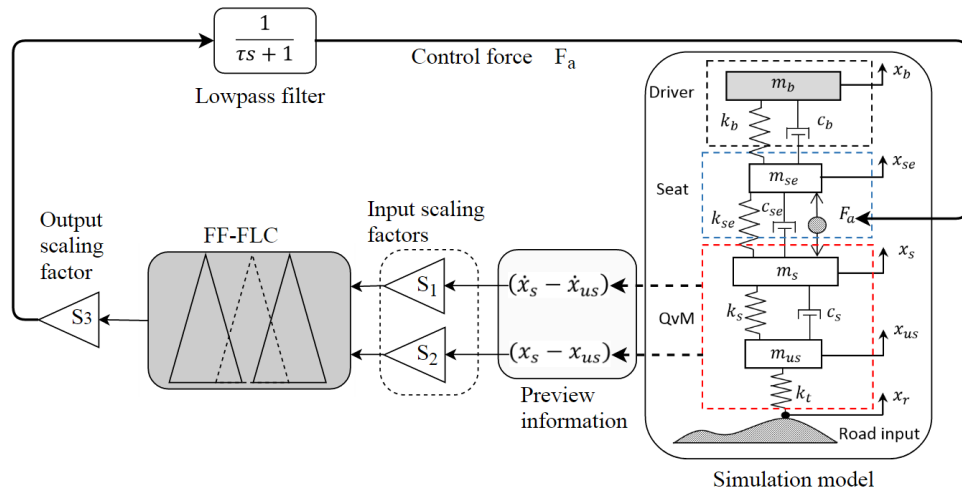 1
τs + 1
Lowpass filter
Control force F_a
Output
scaling
factor
S_3
FF-FLC
Input scaling
factors
S_1
S_2
(ẋ_s − ẋ_us)
(x_s − x_us)
Preview
information
Driver
m_b
x_b
k_b
c_b
Seat
m_se
x_se
k_se
c_se
F_a
QvM
m_s
x_s
k_s
c_s
m_us
x_us
k_t
x_r
Road input
Simulation model